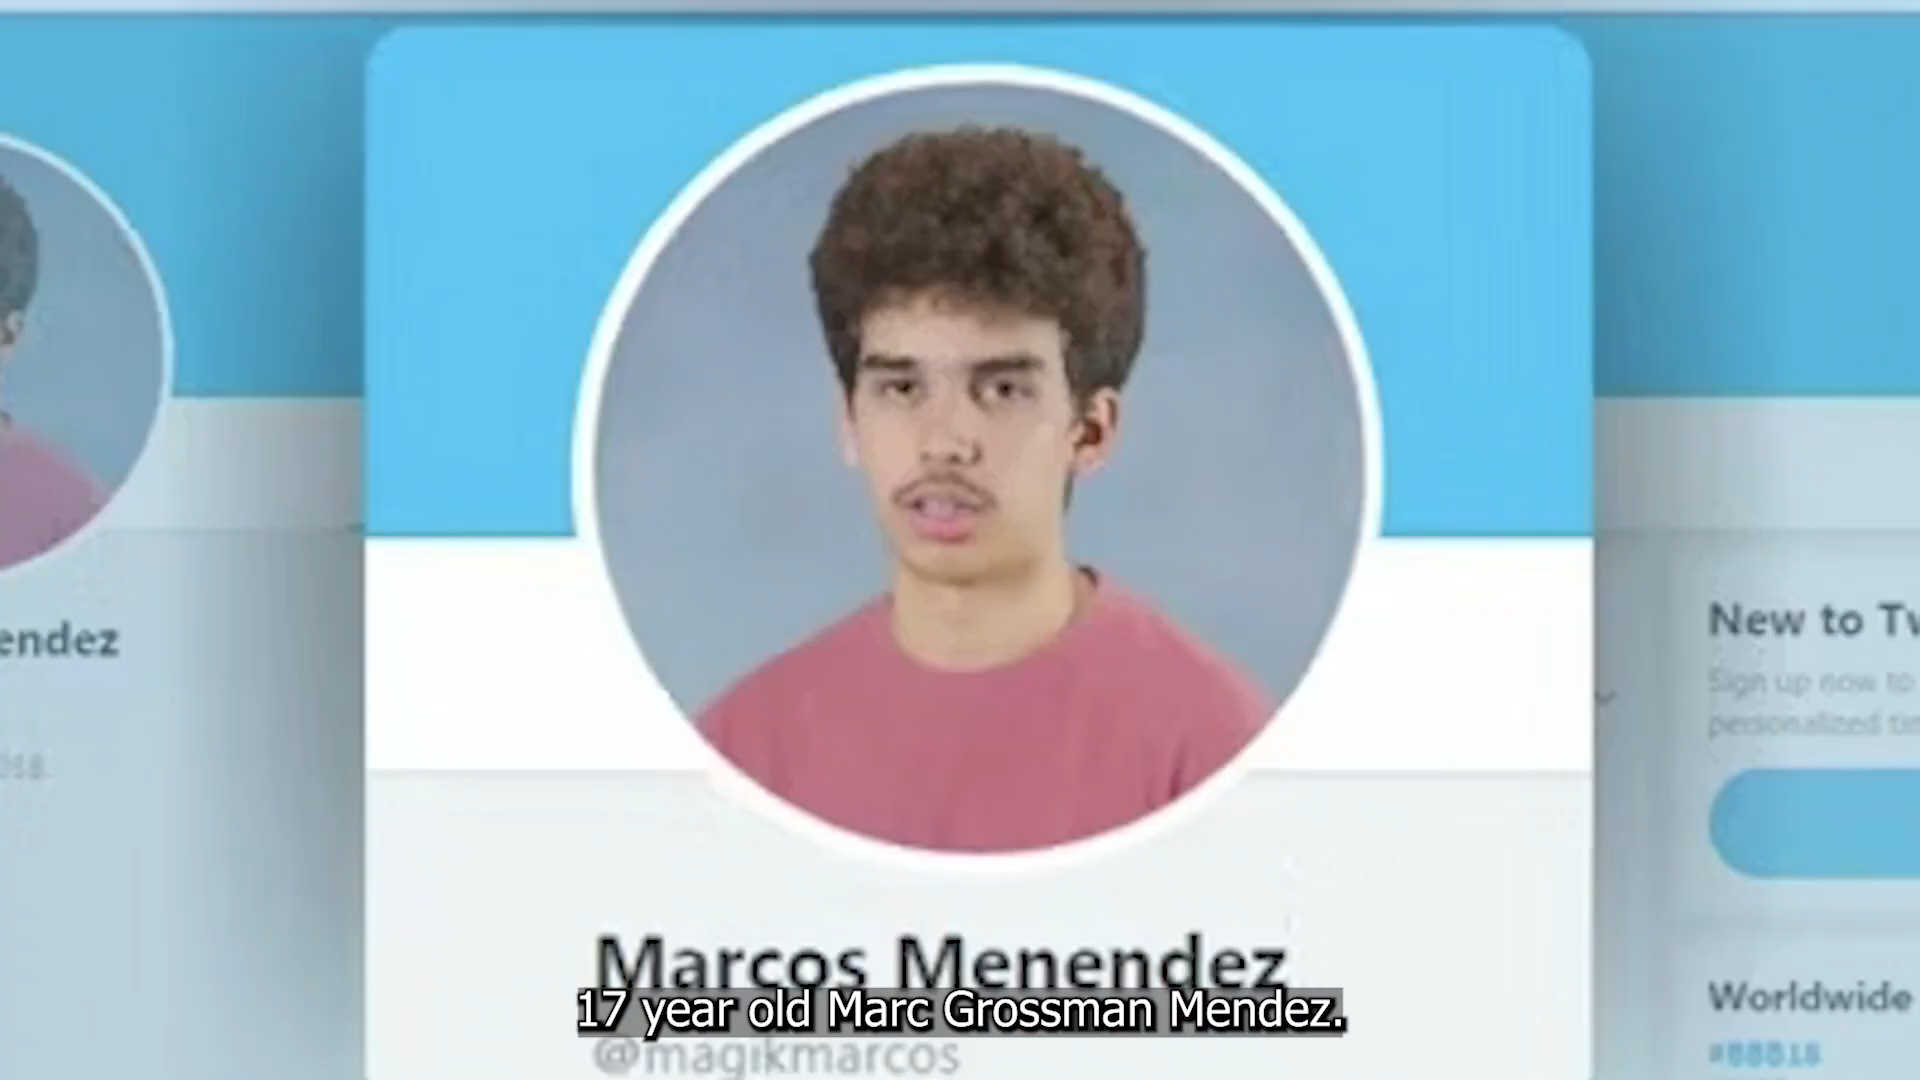 endez
Marcos Menendez
17 year old Marc Grossman Mendez.
@magikmarcos
New to Tw
Sign up now to
personalized
Worldwide
#BBB18